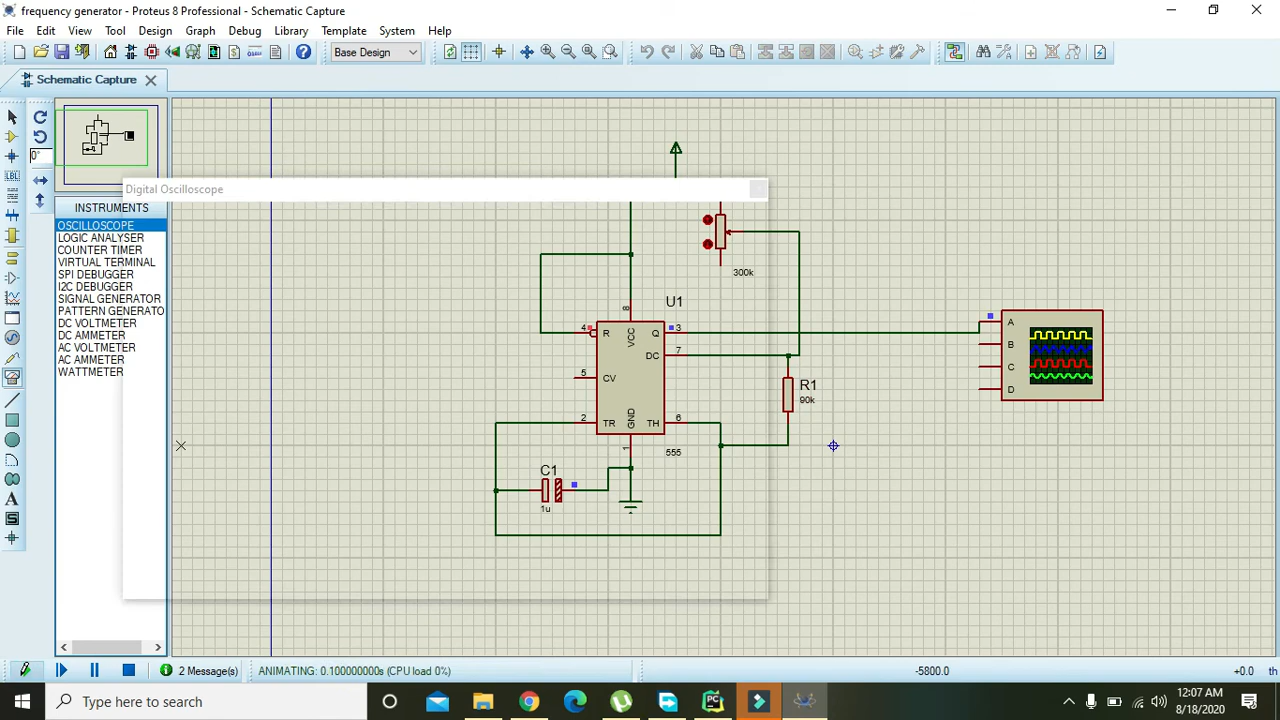 frequency generator - Proteus 8 Professional - Schematic Capture
File Edit View Tool Design Graph Debug Library Template System Help
Base Design
Schematic Capture
0°
Digital Oscilloscope
INSTRUMENTS
OSCILLOSCOPE
LOGIC ANALYSER
COUNTER TIMER
VIRTUAL TERMINAL
SPI DEBUGGER
I2C DEBUGGER
SIGNAL GENERATOR
PATTERN GENERATO
DC VOLTMETER
DC AMMETER
AC VOLTMETER
AC AMMETER
WATTMETER
300k
U1
8
4
R
VCC
Q
3
DC
7
5
CV
2
TR
GND
TH
6
1
555
R1
90k
C1
1u
A
B
C
D
2 Message(s)
ANIMATING: 0.100000000s (CPU load 0%)
-5800.0
+0.0
th
Type here to search
12:07 AM
8/18/2020